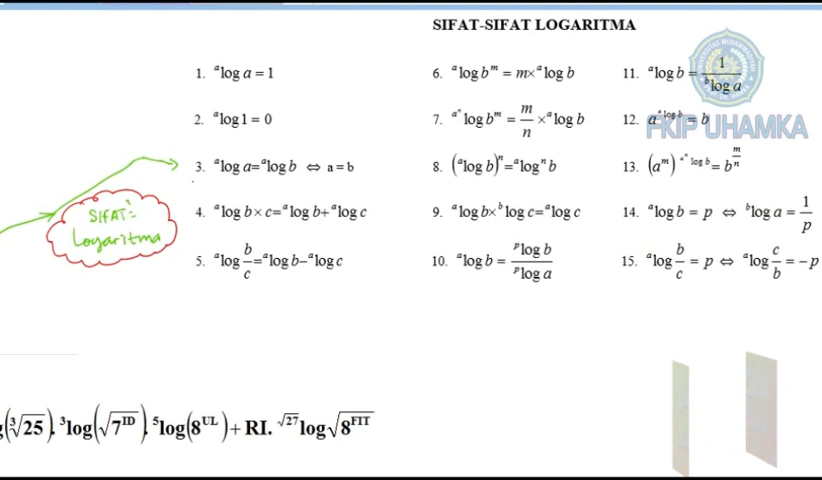 SIFAT-SIFAT LOGARITMA
1. ᵃlog a = 1
2. ᵃlog 1 = 0
3. ᵃlog a=ᵃlog b ⇔ a = b
4. ᵃlog b × c=ᵃlog b+ᵃlog c
5. ᵃlog b/c=ᵃlog b−ᵃlog c
6. ᵃlog bᵐ = m×ᵃlog b
7. ᵃⁿlog bᵐ = m/n ×ᵃlog b
8. (ᵃlog b)ⁿ=ᵃlogⁿ b
9. ᵃlog b×ᵇlog c=ᵃlog c
10. ᵃlog b = ᵖlog b / ᵖlog a
11. ᵃlog b = 1 / ᵇlog a
12. a^(ᵃlog b) = b
13. (aᵐ)^(ᵃⁿlog b) = b^(m/n)
14. ᵃlog b = p ⇔ ᵇlog a = 1/p
15. ᵃlog b/c = p ⇔ ᵃlog c/b = −p
SIFAT²
Logaritma
FKIP UHAMKA
(³√25). ³log(√7ᴵᴰ). ⁵log(8ᵁᴸ)+ RI. √27log√8ꟳᴵᵀ